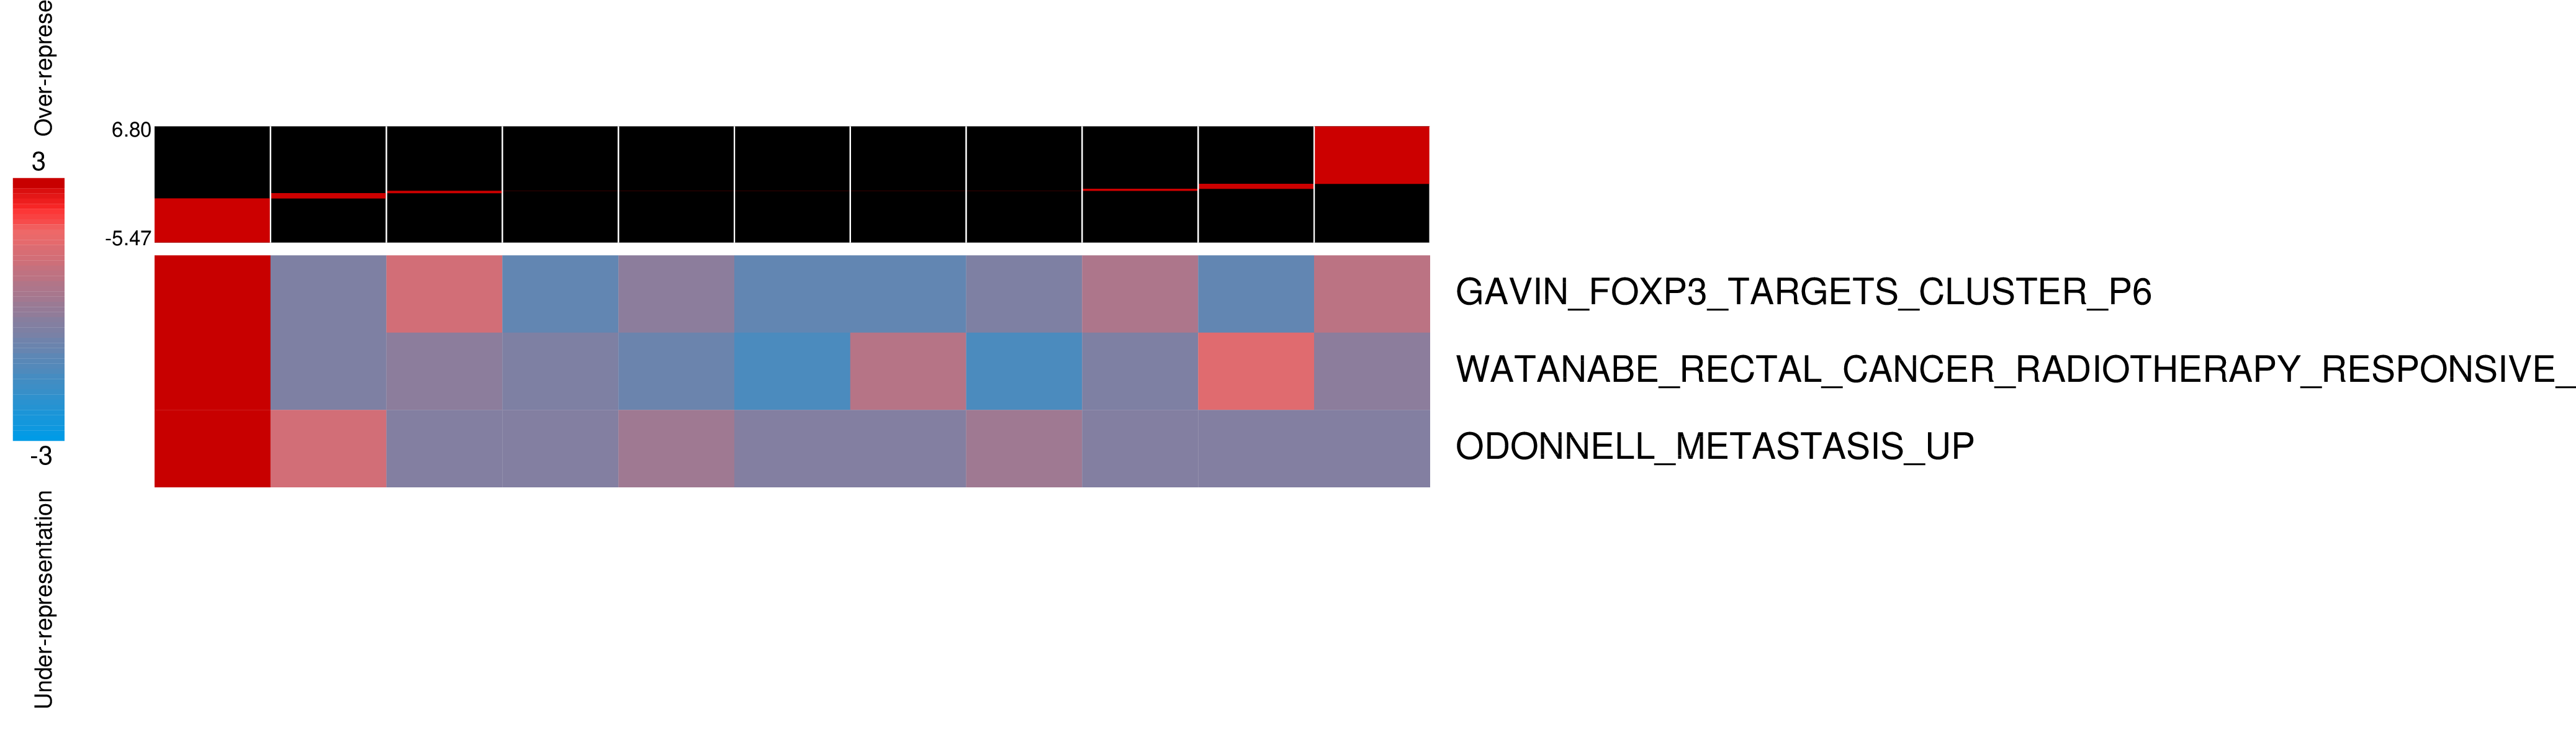 Over-represe
3
-3
Under-representation
6.80
-5.47
GAVIN_FOXP3_TARGETS_CLUSTER_P6
WATANABE_RECTAL_CANCER_RADIOTHERAPY_RESPONSIVE_
ODONNELL_METASTASIS_UP